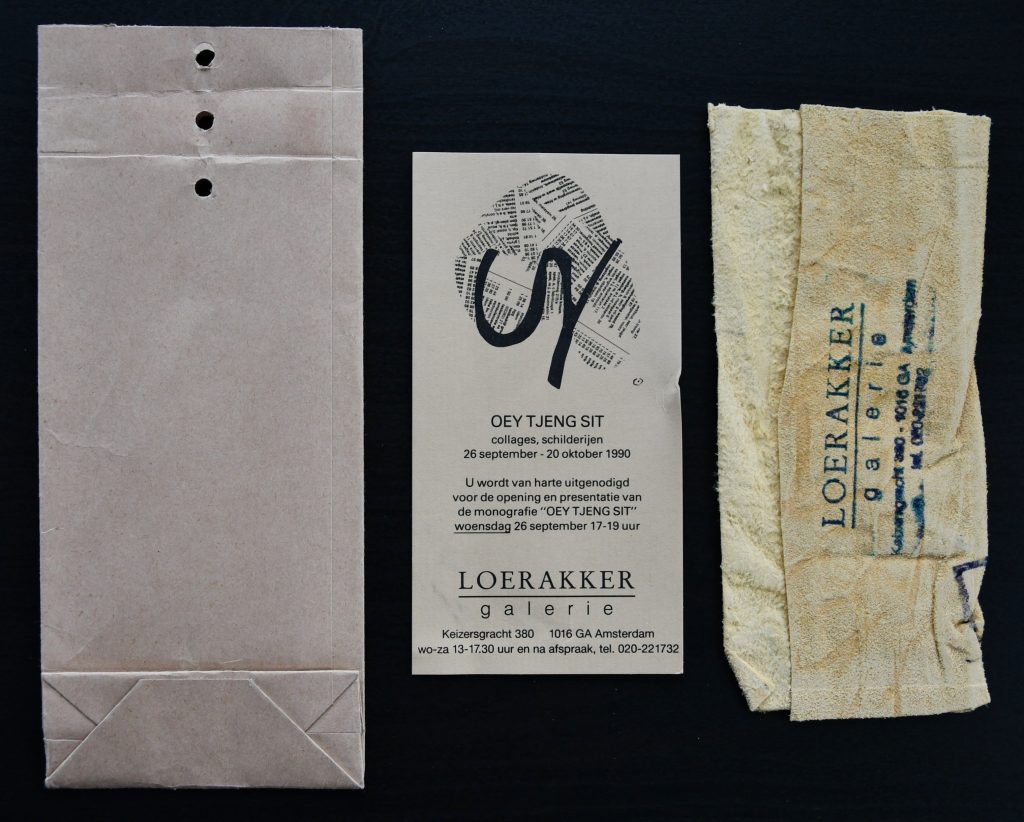 OEY TJENG SIT
collages, schilderijen
26 september - 20 oktober 1990
U wordt van harte uitgenodigd
voor de opening en presentatie van
de monografie "OEY TJENG SIT"
woensdag 26 september 17-19 uur
LOERAKKER
galerie
Keizersgracht 380 1016 GA Amsterdam
wo-za 13-17.30 uur en na afspraak, tel. 020-221732
LOERAKKER
galerie
Keizersgracht 380 - 1016 GA Amsterdam
tel. 020-221732